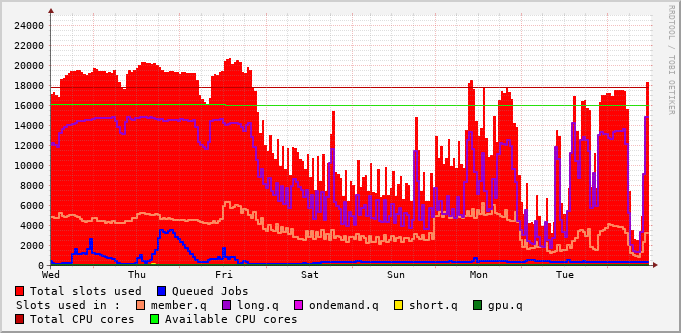 24000
22000
20000
18000
16000
14000
12000
10000
8000
6000
4000
2000
0
Wed Thu Fri Sat Sun Mon Tue
RRDTOOL / TOBI OETIKER
Total slots used Queued Jobs
Slots used in : member.q long.q ondemand.q short.q gpu.q
Total CPU cores Available CPU cores